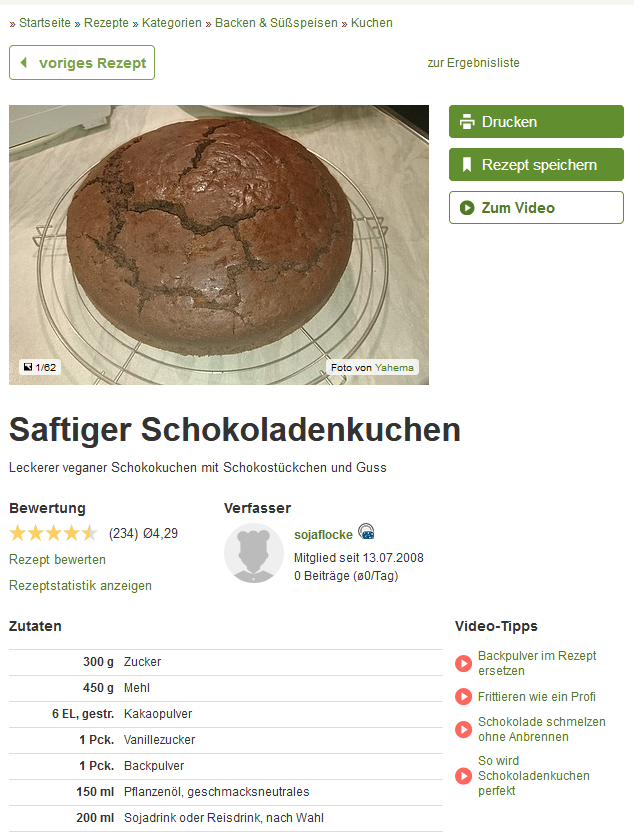 » Startseite » Rezepte » Kategorien » Backen & Süßspeisen » Kuchen
voriges Rezept
zur Ergebnisliste
Drucken
Rezept speichern
Zum Video
1/62
Foto von Yahema
Saftiger Schokoladenkuchen
Leckerer veganer Schokokuchen mit Schokostückchen und Guss
Bewertung
(234) Ø4,29
Rezept bewerten
Rezeptstatistik anzeigen
Verfasser
sojaflocke
Mitglied seit 13.07.2008
0 Beiträge (ø0/Tag)
Zutaten
300 g Zucker
450 g Mehl
6 EL, gestr. Kakaopulver
1 Pck. Vanillezucker
1 Pck. Backpulver
150 ml Pflanzenöl, geschmacksneutrales
200 ml Sojadrink oder Reisdrink, nach Wahl
Video-Tipps
Backpulver im Rezept
ersetzen
Frittieren wie ein Profi
Schokolade schmelzen
ohne Anbrennen
So wird
Schokoladenkuchen
perfekt